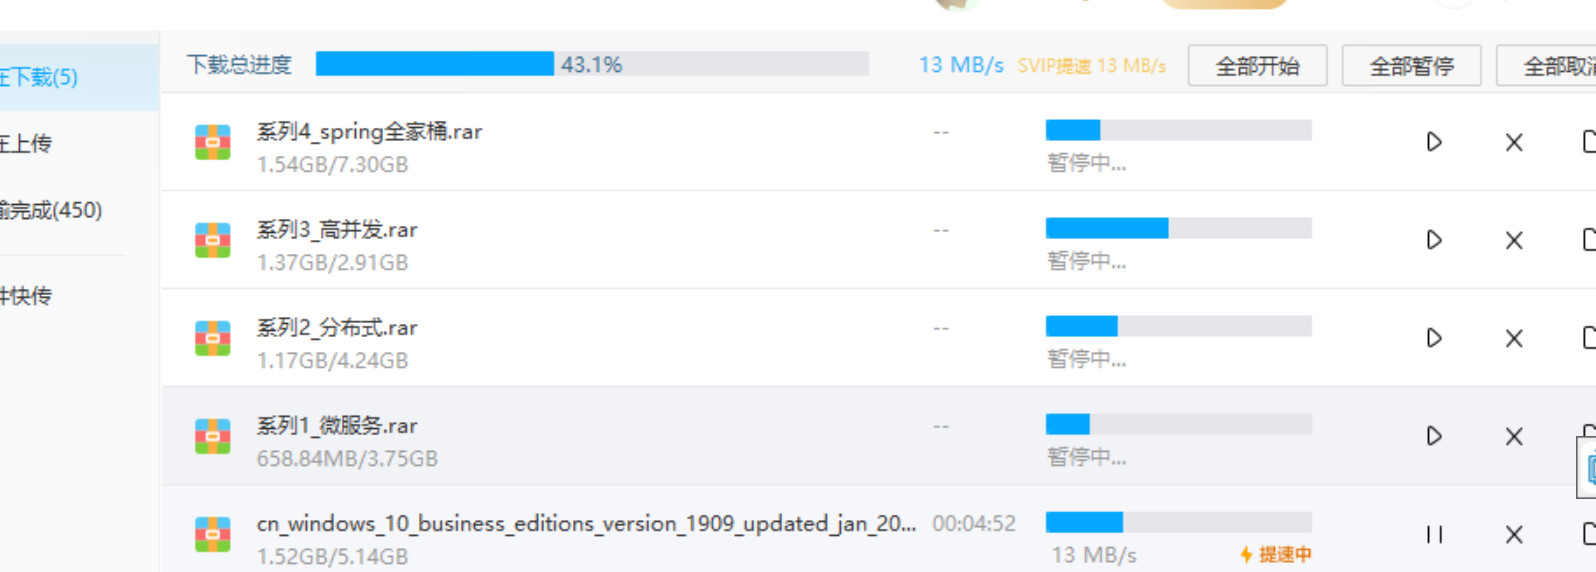 下载总进度 43.1% 13 MB/s SVIP提速 13 MB/s 全部开始 全部暂停 全部取消
在下载(5)
在上传
输完成(450)
件快传
系列4_spring全家桶.rar --
1.54GB/7.30GB 暂停中...
系列3_高并发.rar --
1.37GB/2.91GB 暂停中...
系列2_分布式.rar --
1.17GB/4.24GB 暂停中...
系列1_微服务.rar --
658.84MB/3.75GB 暂停中...
cn_windows_10_business_editions_version_1909_updated_jan_20... 00:04:52
1.52GB/5.14GB 13 MB/s 提速中